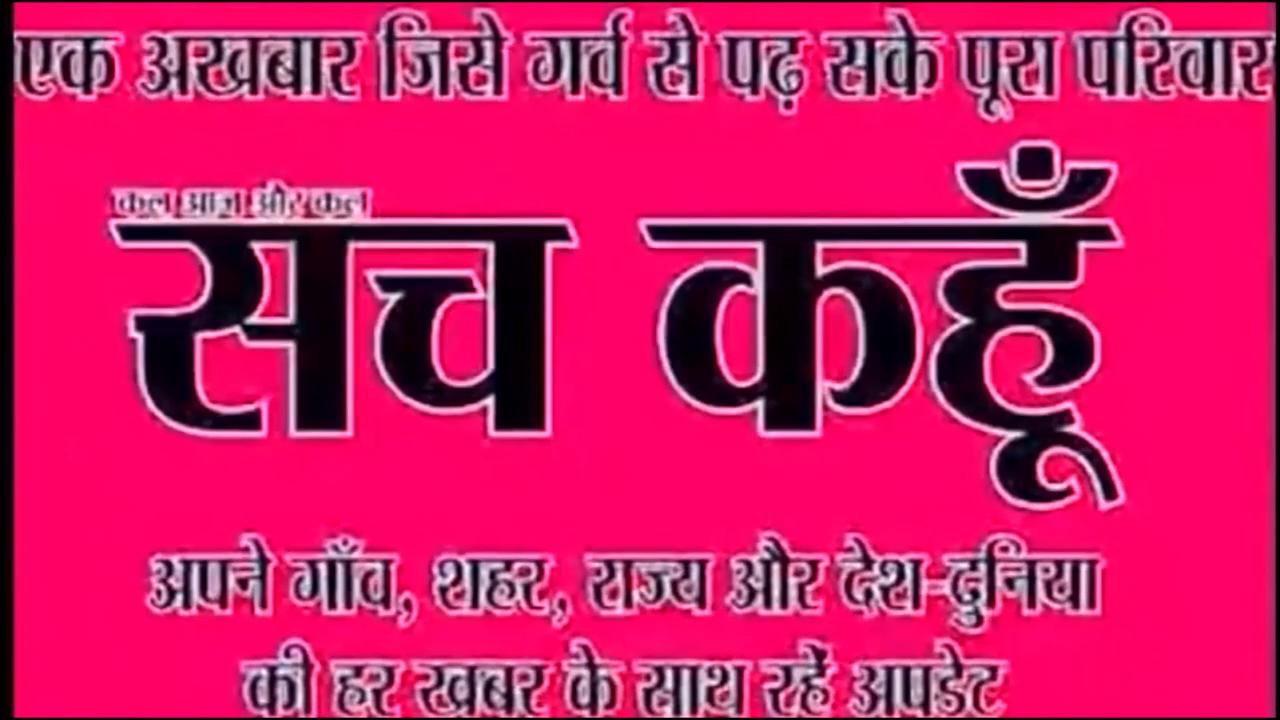 एक अखबार जिसे गर्व से पढ़ सके पूरा परिवार
कल आज और कल
सच कहूँ
अपने गाँव, शहर, राज्य और देश-दुनिया
की हर खबर के साथ रहें अपडेट